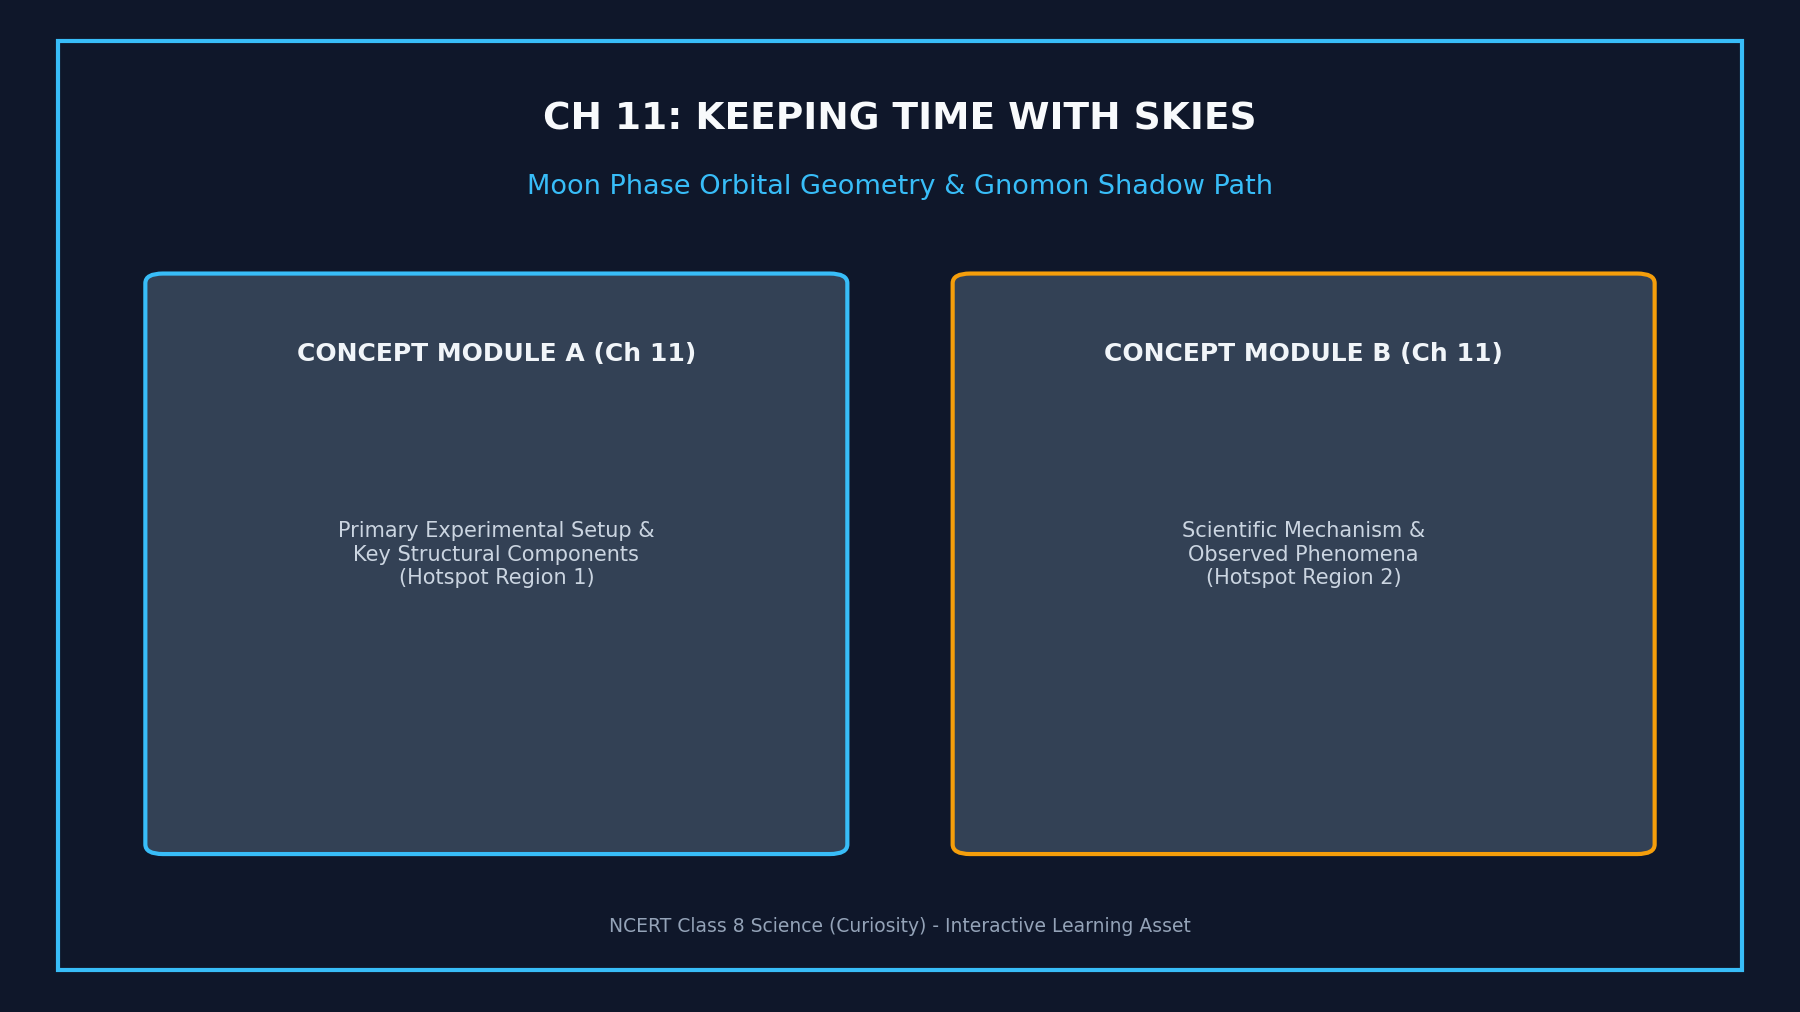 CH 11: KEEPING TIME WITH SKIES
Moon Phase Orbital Geometry & Gnomon Shadow Path
CONCEPT MODULE A (Ch 11)
Primary Experimental Setup &
Key Structural Components
(Hotspot Region 1)
CONCEPT MODULE B (Ch 11)
Scientific Mechanism &
Observed Phenomena
(Hotspot Region 2)
NCERT Class 8 Science (Curiosity) - Interactive Learning Asset